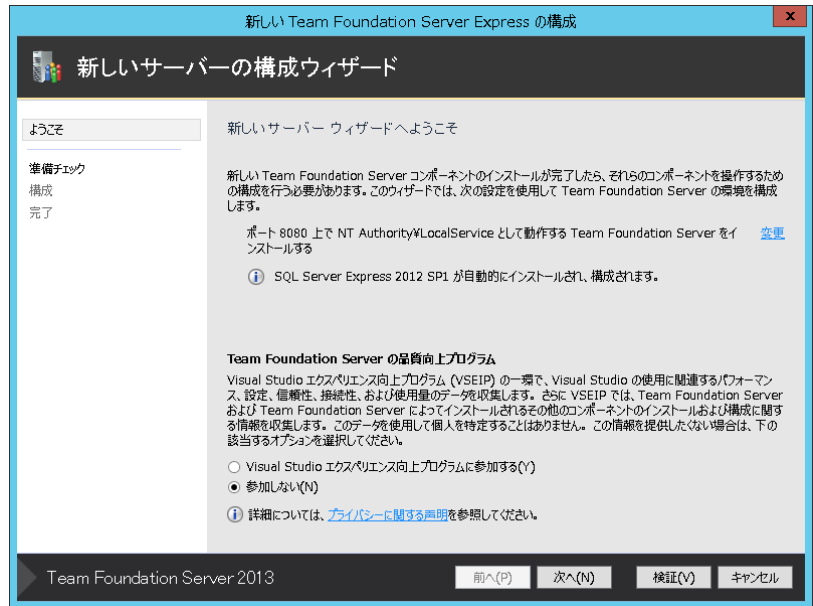 新しい Team Foundation Server Express の構成
x
新しいサーバーの構成ウィザード
ようこそ
準備チェック
構成
完了
新しいサーバー ウィザードへようこそ
新しい Team Foundation Server コンポーネントのインストールが完了したら、それらのコンポーネントを操作するため
の構成を行う必要があります。このウィザードでは、次の設定を使用して Team Foundation Server の環境を構成
します。
ポート 8080 上で NT Authority¥LocalService として動作する Team Foundation Server をイ
ンストールする
変更
SQL Server Express 2012 SP1 が自動的にインストールされ、構成されます。
Team Foundation Server の品質向上プログラム
Visual Studio エクスペリエンス向上プログラム (VSEIP) の一環で、Visual Studio の使用に関連するパフォーマン
ス、設定、信頼性、接続性、および使用量のデータを収集します。さらに VSEIP では、Team Foundation Server
および Team Foundation Server によってインストールされるその他のコンポーネントのインストールおよび構成に関す
る情報を収集します。このデータを使用して個人を特定することはありません。この情報を提供したくない場合は、下の
該当するオプションを選択してください。
Visual Studio エクスペリエンス向上プログラムに参加する(Y)
参加しない(N)
詳細については、プライバシーに関する声明を参照してください。
Team Foundation Server 2013
前へ(P)
次へ(N)
検証(V)
キャンセル